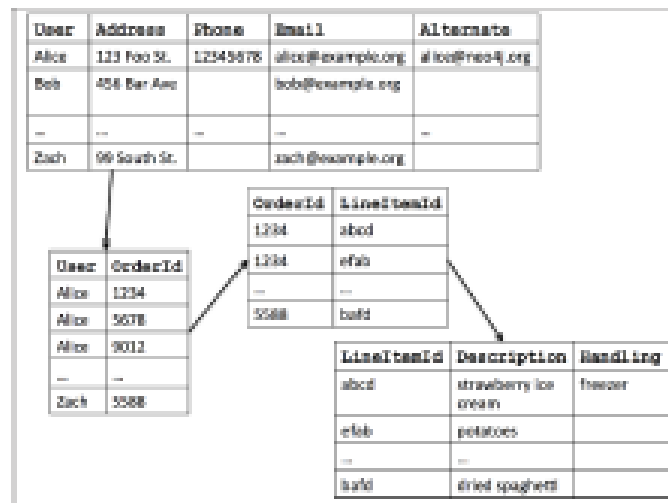 User Address Phone Email Alternate
Alice 123 Foo St. 12345678 alice@example.org alice@neo4j.org
Bob 456 Bar Ave bob@example.org
... ... ... ... ...
Zach 99 South St. zach@example.org
OrderId LineItemId
1234 abcd
1234 efab
... ...
5588 bafd
User OrderId
Alice 1234
Alice 5678
Alice 9012
... ...
Zach 5588
LineItemId Description Handling
abcd strawberry ice freezer
cream
efab potatoes
... ...
bafd dried spaghetti